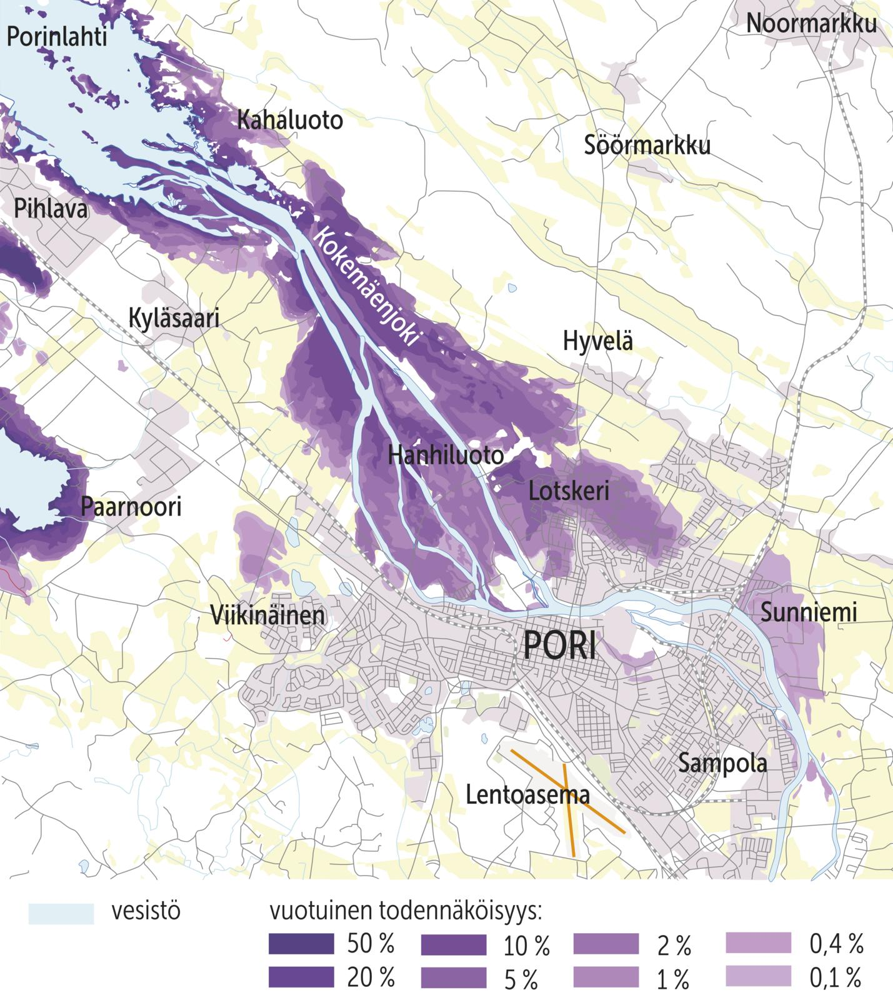 Noormarkku
Porinlahti
Kahaluoto
Söörmarkku
Pihlava
Kokemäenjoki
Kyläsaari
Hyvelä
Hanhiluoto
Lotskeri
Paarnoori
Viikinäinen
Sunniemi
PORI
Sampola
Lentoasema
vesistö
vuotuinen todennäköisyys:
50 %
10 %
2 %
0,4 %
20 %
5 %
1 %
0,1 %